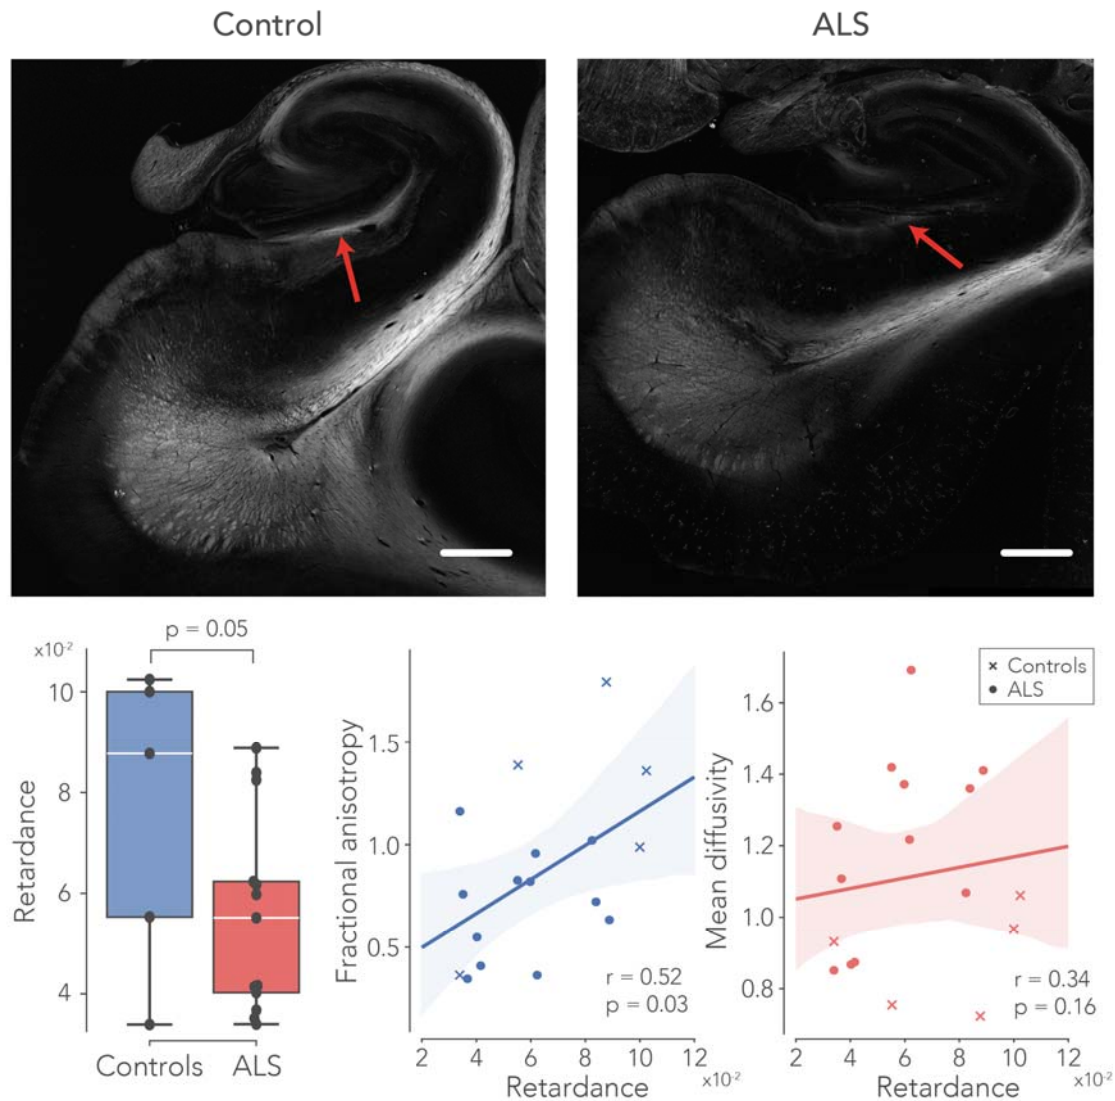 Control
ALS
p = 0.05
x10-2
10
8
6
4
Retardance
Controls
ALS
Fractional anisotropy
1.5
1.0
0.5
r = 0.52
p = 0.03
2
4
6
8
10
12
x10-2
Retardance
Mean diffusivity
1.6
1.4
1.2
1.0
0.8
× Controls
● ALS
r = 0.34
p = 0.16
2
4
6
8
10
12
x10-2
Retardance